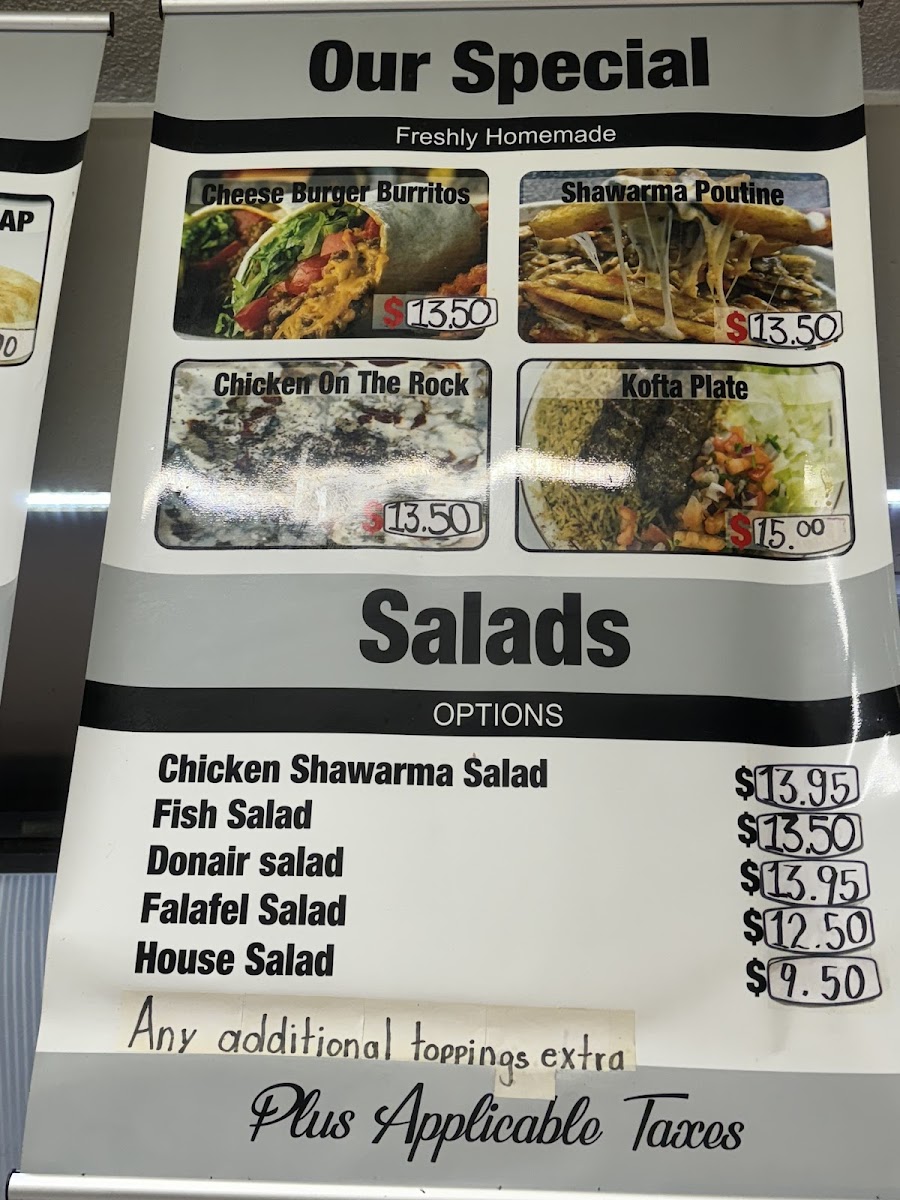 Our Special
Freshly Homemade
AP
Cheese Burger Burritos
$13.50
Shawarma Poutine
$13.50
Chicken On The Rock
$13.50
Kofta Plate
$15.00
Salads
OPTIONS
Chicken Shawarma Salad $13.95
Fish Salad $13.50
Donair salad $13.95
Falafel Salad $12.50
House Salad $9.50
Any additional toppings extra
Plus Applicable Taxes